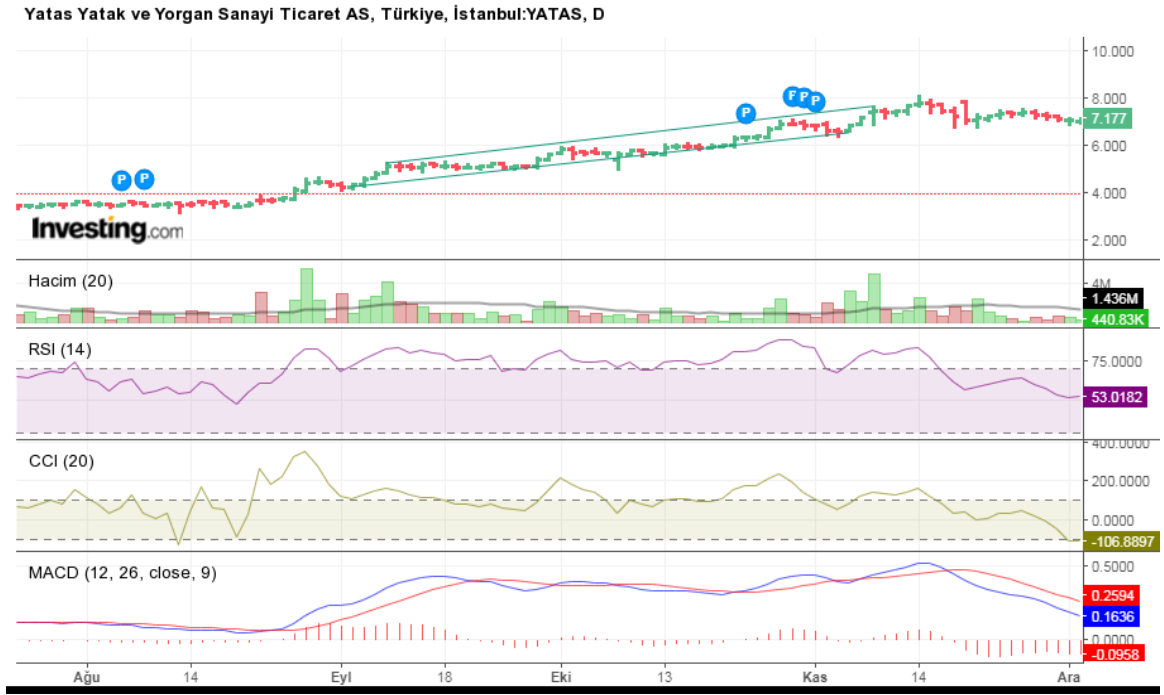 Yatas Yatak ve Yorgan Sanayi Ticaret AS, Türkiye, İstanbul:YATAS, D
10.000
P F P P
8.000
7.177
6.000
P P
4.000
Investing.com
2.000
Hacim (20)
4M
1.436M
440.83K
RSI (14)
75.0000
53.0182
400.0000
CCI (20)
200.0000
0.0000
-106.8897
MACD (12, 26, close, 9)
0.5000
0.2594
0.1636
0.0000
-0.0958
Ağu 14 Eyl 18 Eki 13 Kas 14 Ara